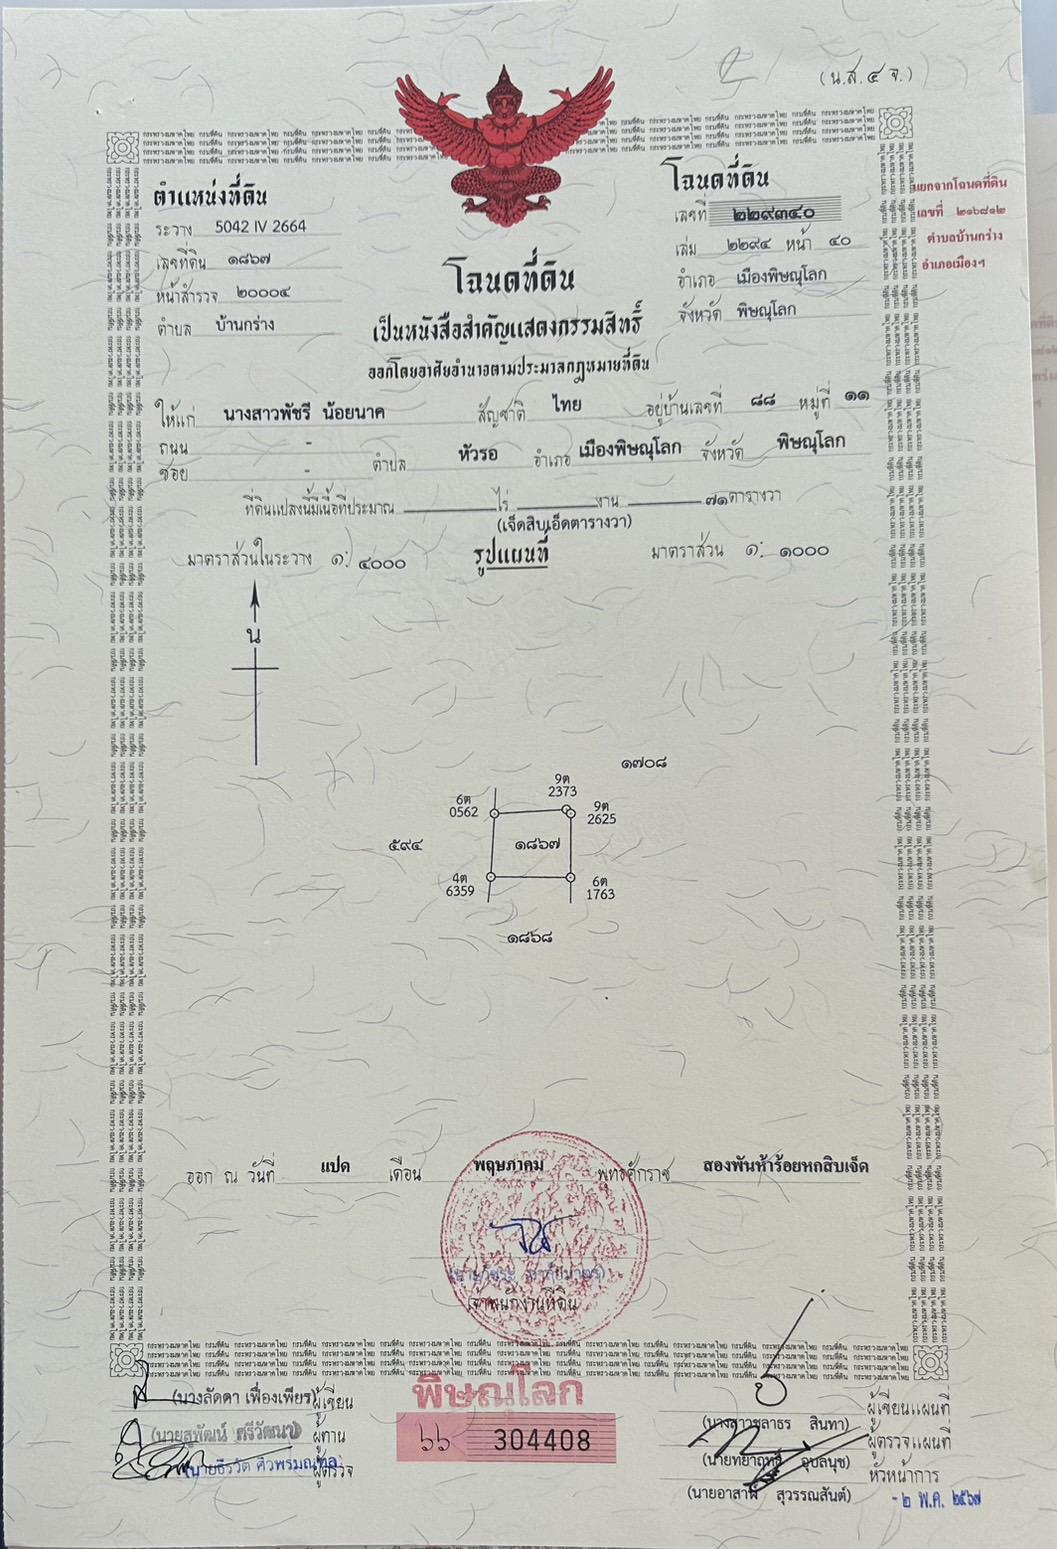 (น.ส.๔ จ.)
ตำแหน่งที่ดิน
ระวาง 5042 IV 2664
เลขที่ดิน ๑๘๖๗
หน้าสำรวจ ๒๐๐๐๔
ตำบล บ้านกร่าง
โฉนดที่ดิน
เลขที่ ๒๒๙๓๔๐
เล่ม ๒๒๙๔ หน้า ๔๐
อำเภอ เมืองพิษณุโลก
จังหวัด พิษณุโลก
แยกจากโฉนดที่ดิน
เลขที่ ๒๑๖๘๑๒
ตำบลบ้านกร่าง
อำเภอเมืองฯ
โฉนดที่ดิน
เป็นหนังสือสำคัญแสดงกรรมสิทธิ์
ออกโดยอาศัยอำนาจตามประมวลกฎหมายที่ดิน
ให้แก่ นางสาวพัชรี น้อยนาค สัญชาติ ไทย อยู่บ้านเลขที่ ๘๘ หมู่ที่ ๑๑
ถนน -
ซอย - ตำบล หัวรอ อำเภอ เมืองพิษณุโลก จังหวัด พิษณุโลก
ที่ดินแปลงนี้มีเนื้อที่ประมาณ ไร่ งาน ๗๑ ตารางวา
(เจ็ดสิบเอ็ดตารางวา)
มาตราส่วนในระวาง ๑: ๔๐๐๐ รูปแผนที่ มาตราส่วน ๑: ๑๐๐๐
น
๑๗๐๘
9ต
2373
6ต
0562
9ต
2625
๕๙๔
๑๘๖๗
4ต
6359
6ต
1763
๑๘๖๘
ออก ณ วันที่ แปด เดือน พฤษภาคม พุทธศักราช สองพันห้าร้อยหกสิบเจ็ด
เจ้าพนักงานที่ดิน
(นางลัดดา เฟื่องเพียร) ผู้เขียน
(นายสุพัฒน์ ศรีวัฒนา) ผู้ทาน
ผู้ตรวจ
พิษณุโลก
๖๖ 304408
ผู้เขียนแผนที่
(นางสาวชลาธร สินทา)
ผู้ตรวจแผนที่
อุบลนุช)
หัวหน้าการ
(นายอาสาฬ์ สุวรรณสันต์)
- ๒ พ.ค. ๒๕๖๗